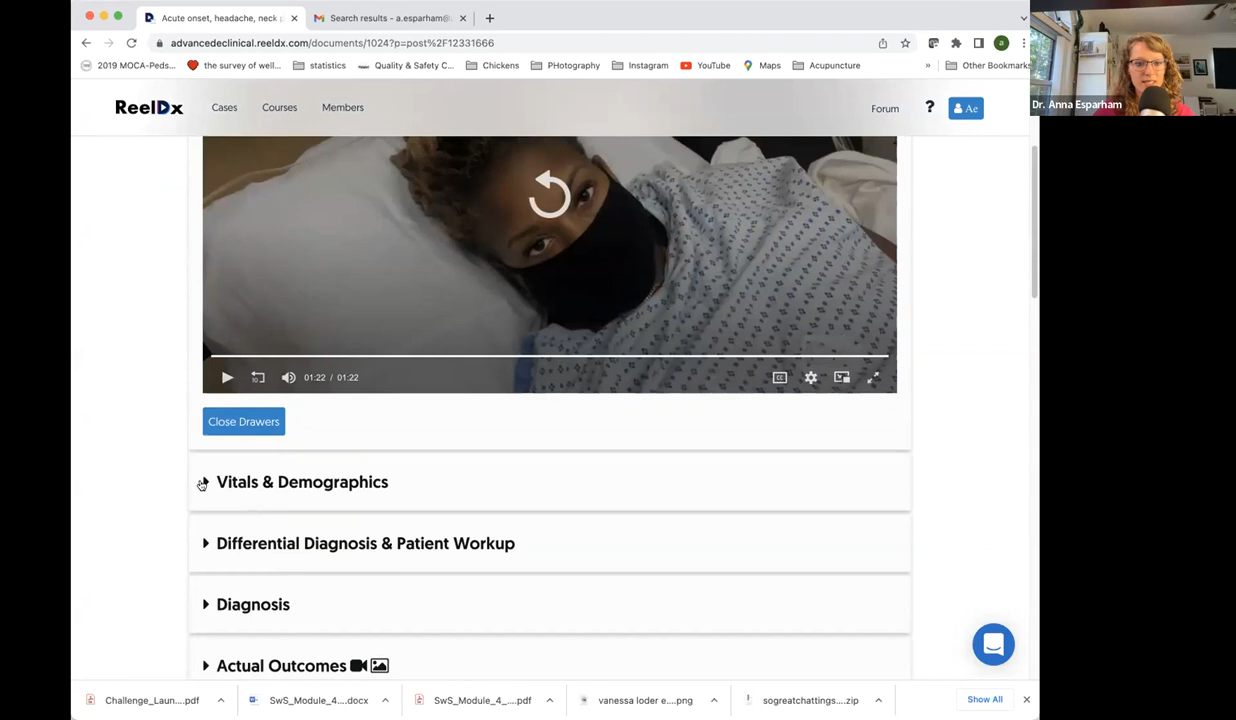 Acute onset, headache, neck p
Search results - a.esparham@
advancedeclinical.reeldx.com/documents/1024?p=post%2F12331666
2019 MOCA-Peds...
the survey of well...
statistics
Quality & Safety C...
Chickens
PHotography
Instagram
YouTube
Maps
Acupuncture
»
Other Bookmarks
Dr. Anna Esparham
ReelDx
Cases
Courses
Members
Forum
?
Ae
10
01:22 / 01:22
CC
Close Drawers
Vitals & Demographics
Differential Diagnosis & Patient Workup
Diagnosis
Actual Outcomes
Challenge_Laun....pdf
SwS_Module_4....docx
SwS_Module_4_....pdf
vanessa loder e....png
sogreatchattings....zip
Show All